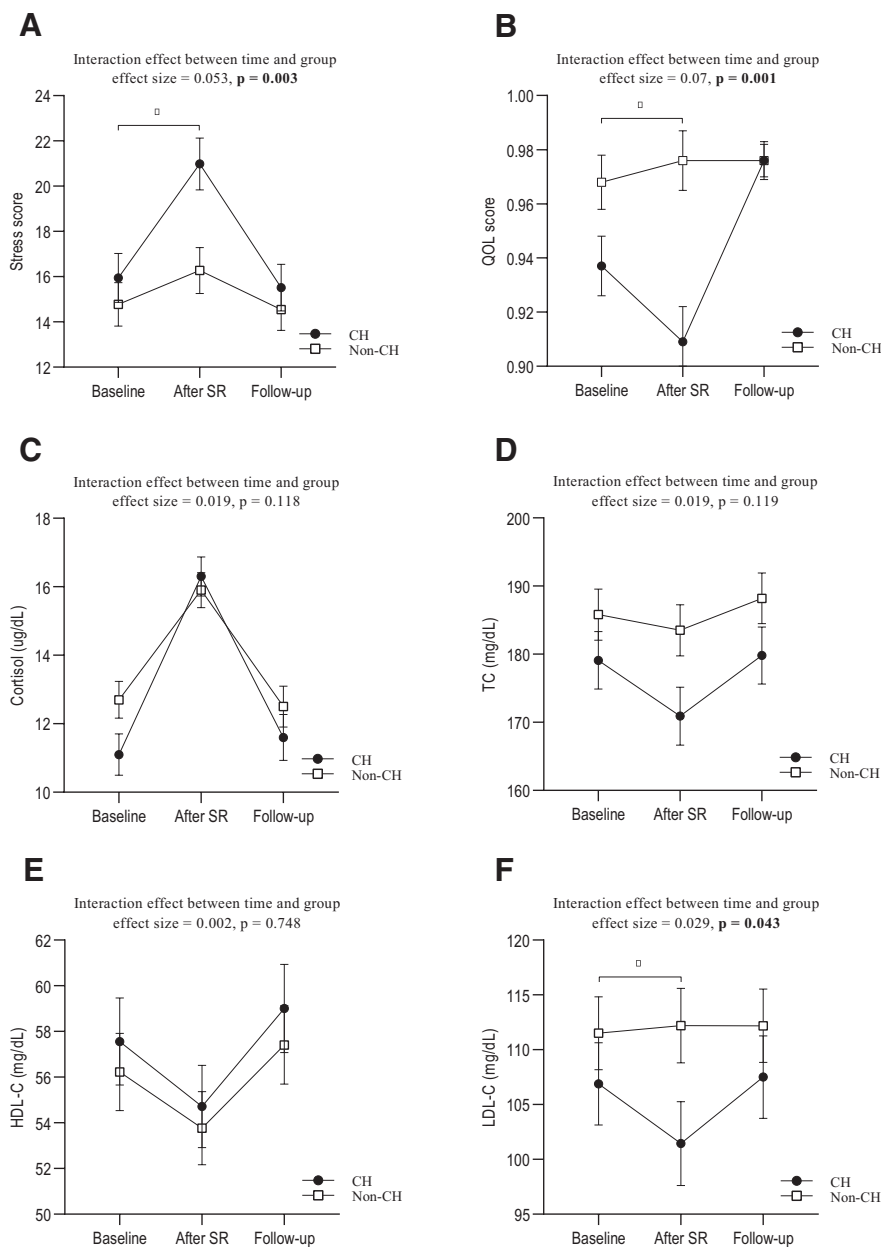 A
Interaction effect between time and group
effect size = 0.053, p = 0.003
24
22
20
18
16
14
12
Stress score
Baseline
After SR
Follow-up
CH
Non-CH
B
Interaction effect between time and group
effect size = 0.07, p = 0.001
1.00
0.98
0.96
0.94
0.92
0.90
QOL score
Baseline
After SR
Follow-up
CH
Non-CH
C
Interaction effect between time and group
effect size = 0.019, p = 0.118
18
16
14
12
10
Cortisol (ug/dL)
Baseline
After SR
Follow-up
CH
Non-CH
D
Interaction effect between time and group
effect size = 0.019, p = 0.119
200
190
180
170
160
TC (mg/dL)
Baseline
After SR
Follow-up
CH
Non-CH
E
Interaction effect between time and group
effect size = 0.002, p = 0.748
62
60
58
56
54
52
50
HDL-C (mg/dL)
Baseline
After SR
Follow-up
CH
Non-CH
F
Interaction effect between time and group
effect size = 0.029, p = 0.043
120
115
110
105
100
95
LDL-C (mg/dL)
Baseline
After SR
Follow-up
CH
Non-CH